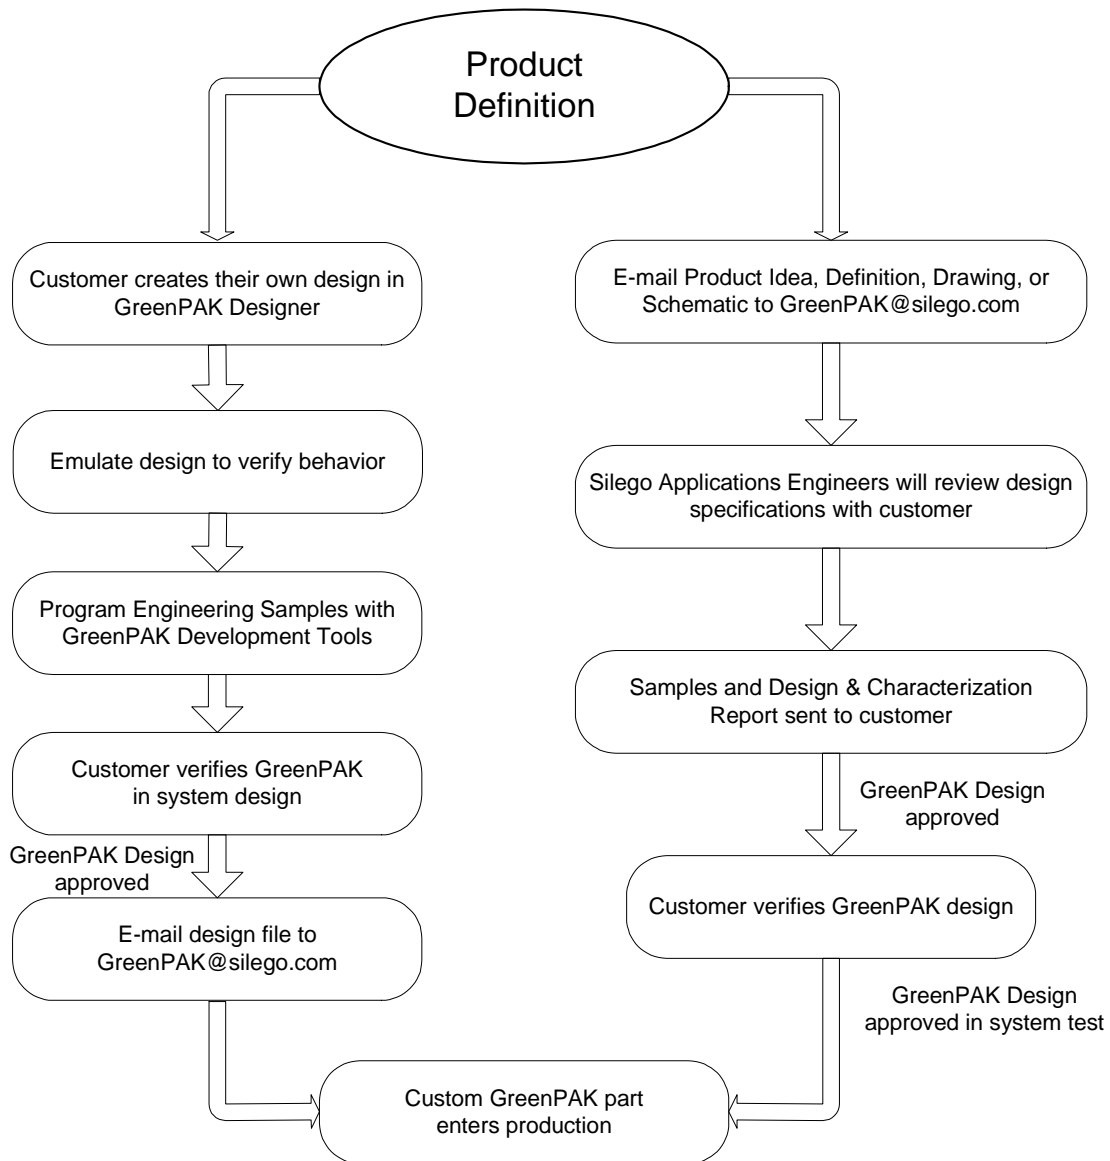 Product
Definition
Customer creates their own design in
GreenPAK Designer
Emulate design to verify behavior
Program Engineering Samples with
GreenPAK Development Tools
Customer verifies GreenPAK
in system design
GreenPAK Design
approved
E-mail design file to
GreenPAK@silego.com
E-mail Product Idea, Definition, Drawing, or
Schematic to GreenPAK@silego.com
Silego Applications Engineers will review design
specifications with customer
Samples and Design & Characterization
Report sent to customer
GreenPAK Design
approved
Customer verifies GreenPAK design
GreenPAK Design
approved in system test
Custom GreenPAK part
enters production